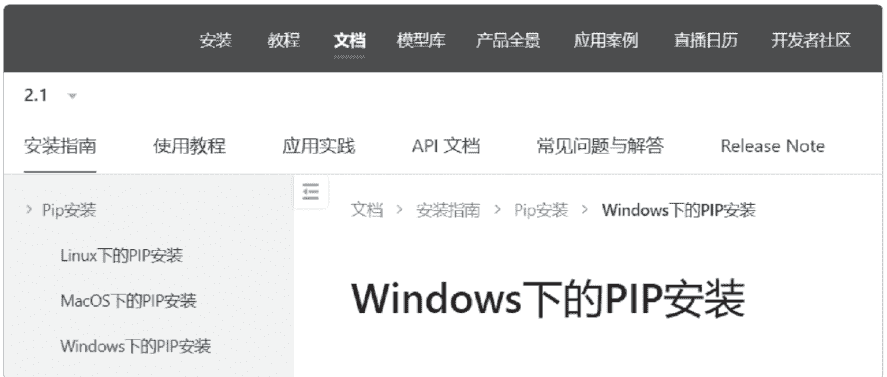 安装 教程 文档 模型库 产品全景 应用案例 直播日历 开发者社区
2.1
安装指南 使用教程 应用实践 API 文档 常见问题与解答 Release Note
Pip安装
Linux下的PIP安装
MacOS下的PIP安装
Windows下的PIP安装
文档 > 安装指南 > Pip安装 > Windows下的PIP安装
Windows下的PIP安装